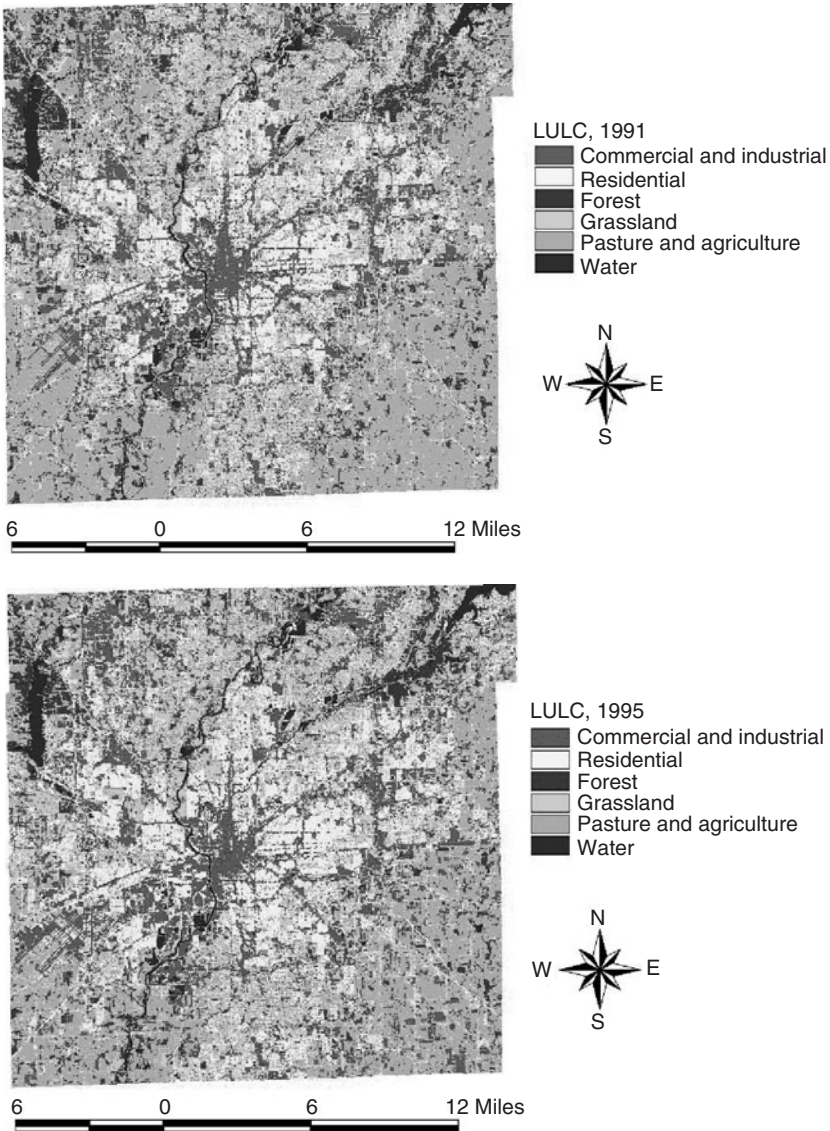 LULC, 1991
Commercial and industrial
Residential
Forest
Grassland
Pasture and agriculture
Water
N
W E
S
6 0 6 12 Miles
LULC, 1995
Commercial and industrial
Residential
Forest
Grassland
Pasture and agriculture
Water
N
W E
S
6 0 6 12 Miles